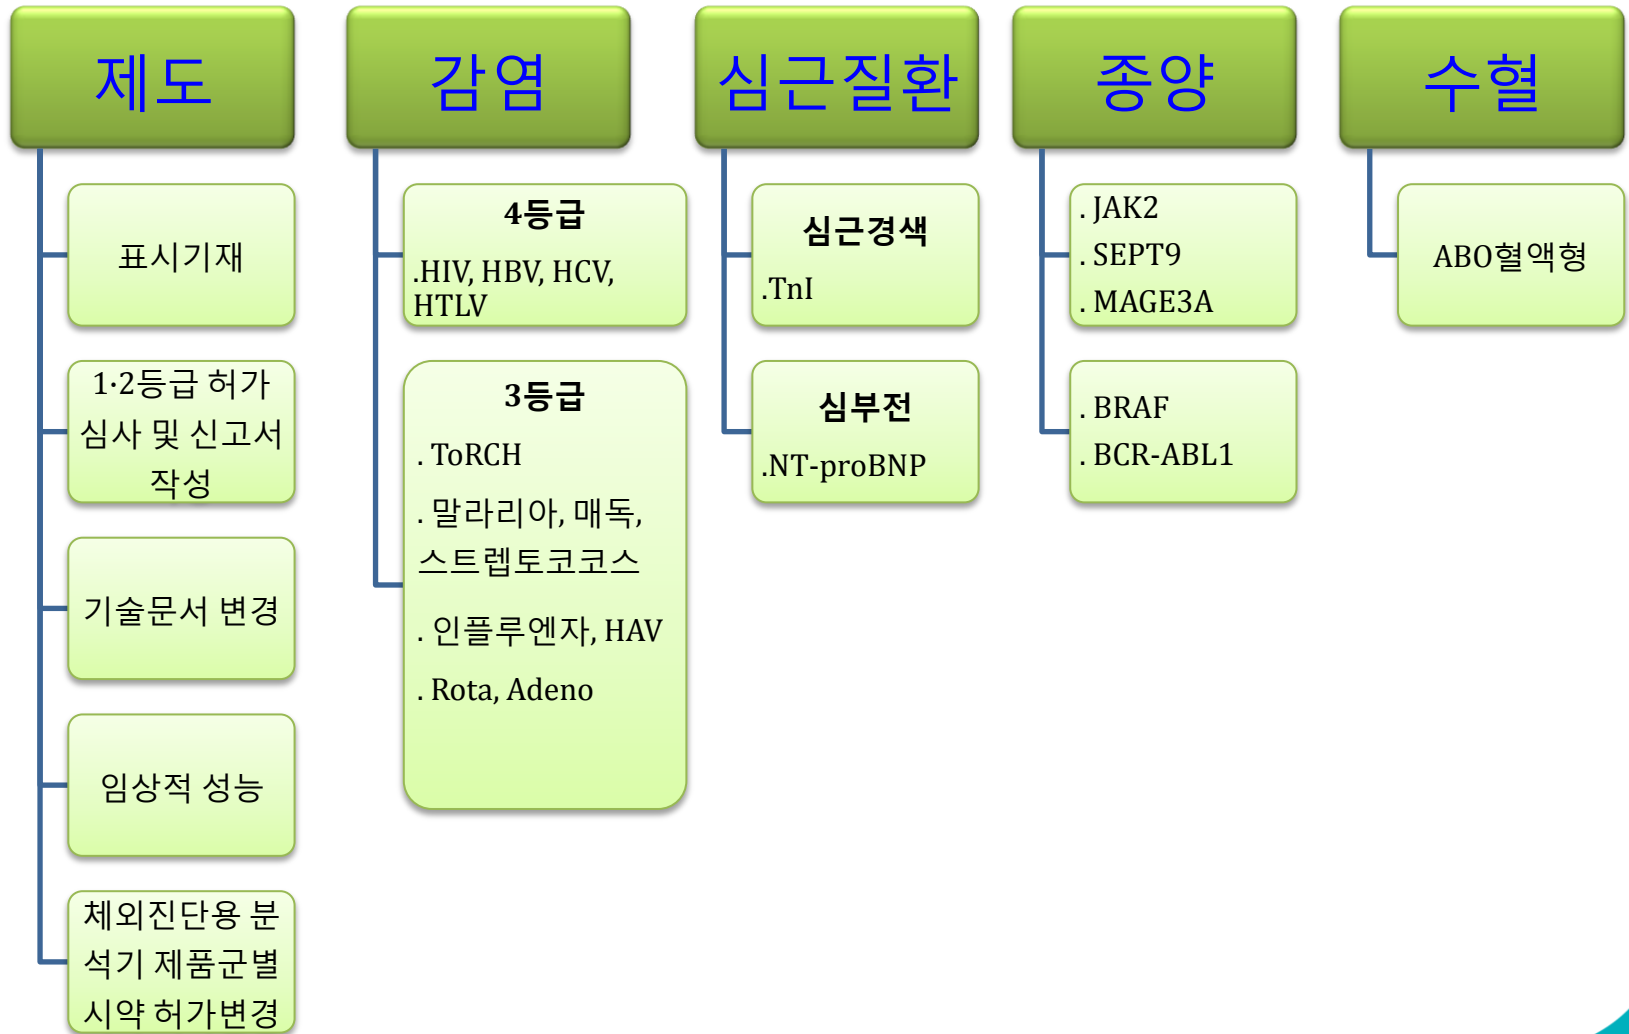 제도
표시기재
1·2등급 허가
심사 및 신고서
작성
기술문서 변경
임상적 성능
체외진단용 분
석기 제품군별
시약 허가변경
감염
4등급
.HIV, HBV, HCV,
HTLV
3등급
. ToRCH
. 말라리아, 매독,
스트렙토코코스
. 인플루엔자, HAV
. Rota, Adeno
심근질환
심근경색
.TnI
심부전
.NT-proBNP
종양
. JAK2
. SEPT9
. MAGE3A
. BRAF
. BCR-ABL1
수혈
ABO혈액형